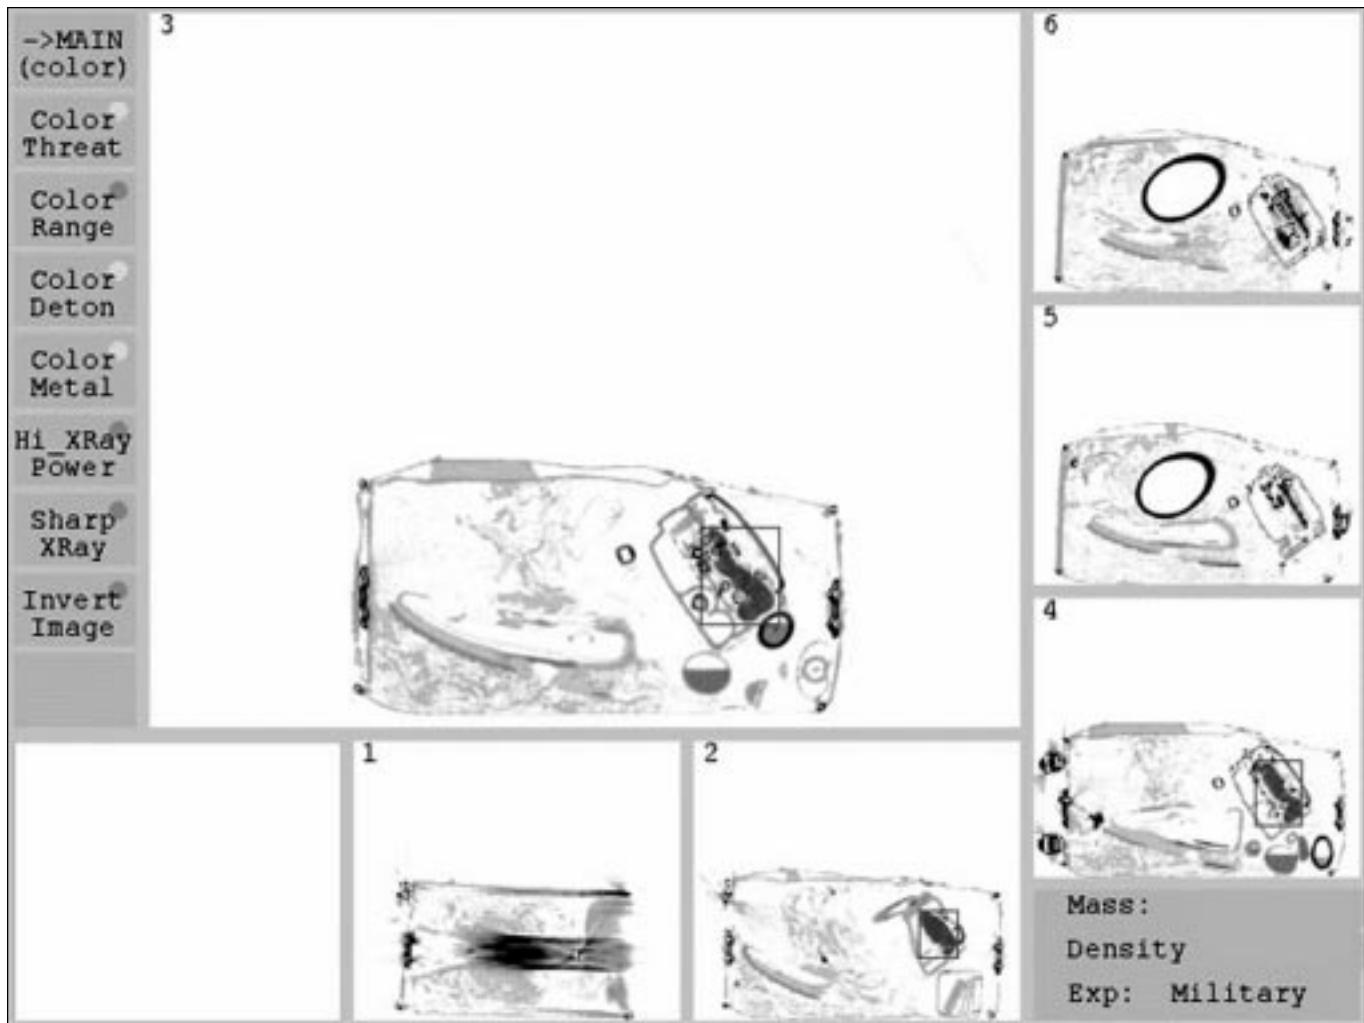 ->MAIN
(color)
3
6
Color
Threat
Color
Range
Color
Deton
5
Color
Metal
Hi_XRay
Power
Sharp
XRay
Invert
Image
4
1
2
Mass:
Density
Exp: Military